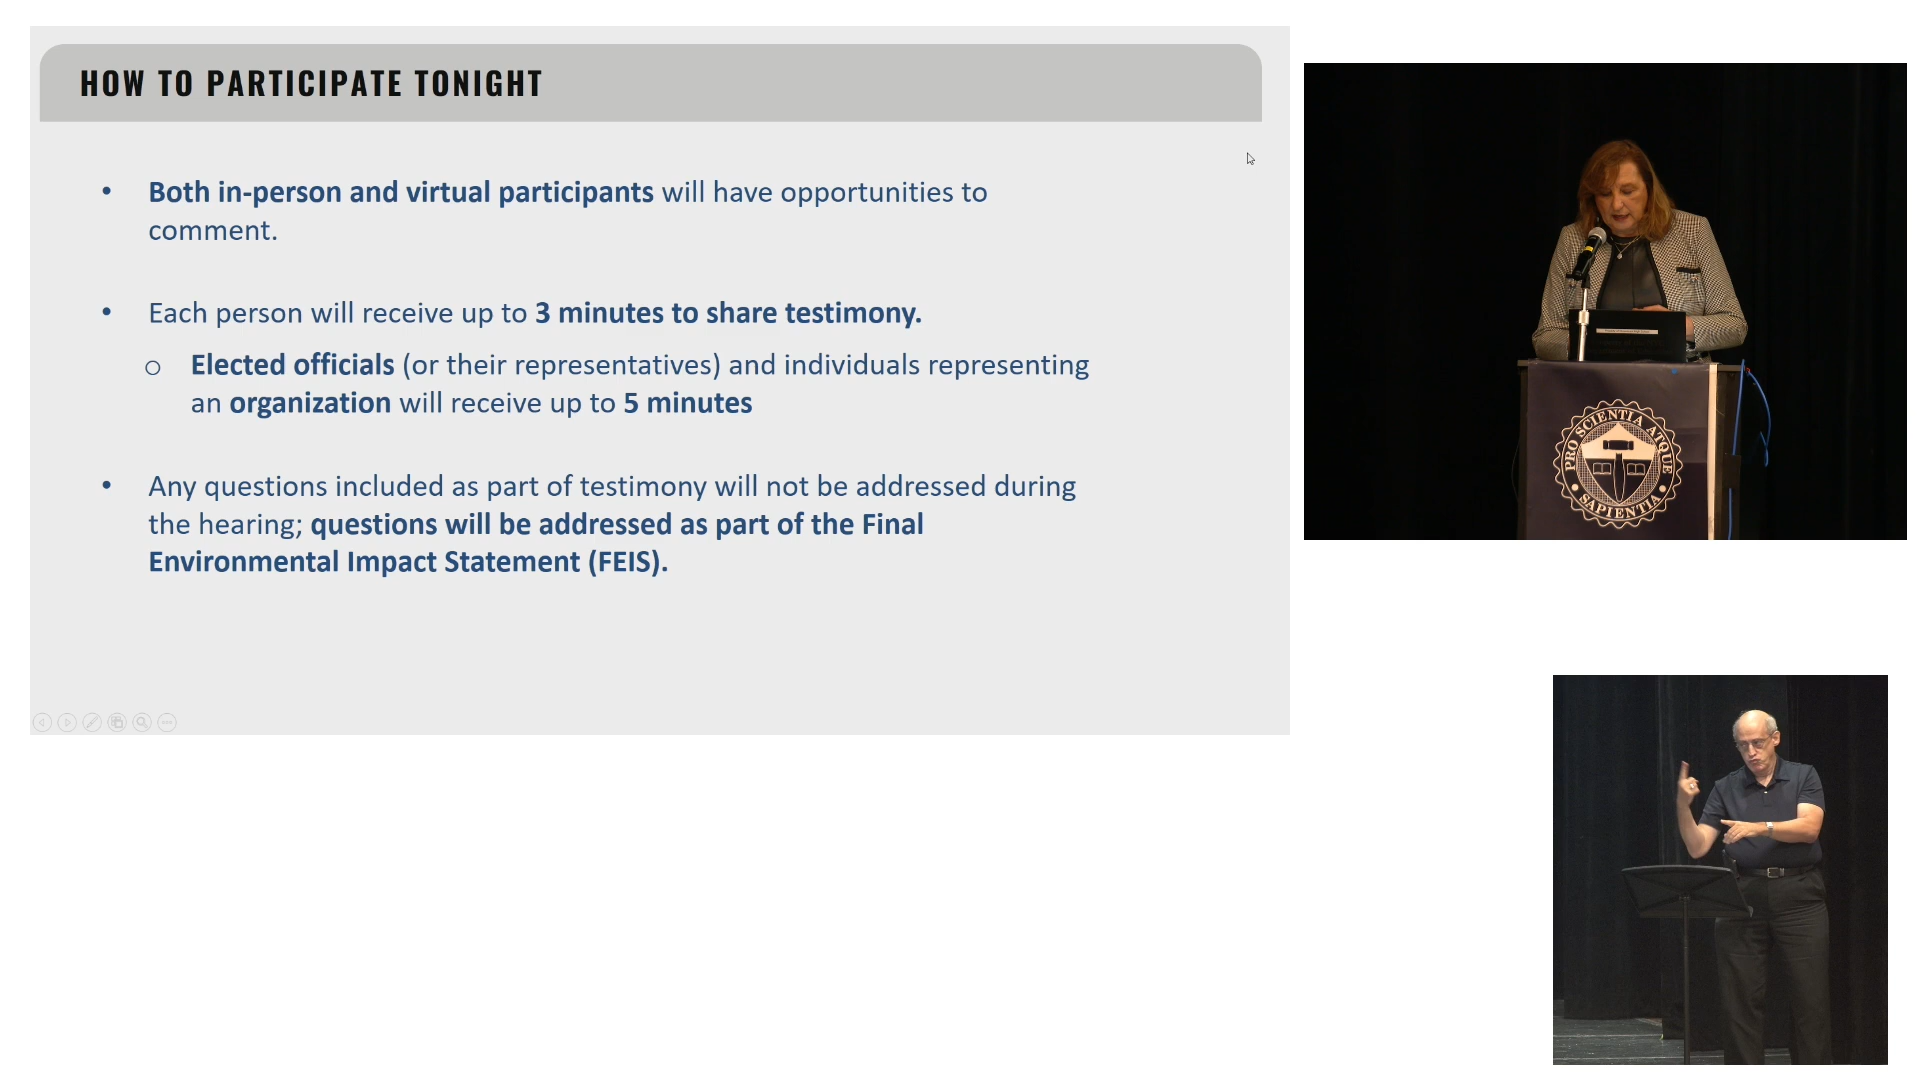 HOW TO PARTICIPATE TONIGHT
• Both in-person and virtual participants will have opportunities to
comment.
• Each person will receive up to 3 minutes to share testimony.
o Elected officials (or their representatives) and individuals representing
an organization will receive up to 5 minutes
• Any questions included as part of testimony will not be addressed during
the hearing; questions will be addressed as part of the Final
Environmental Impact Statement (FEIS).
PRO SCIENTIA ATQUE
SAPIENTIA